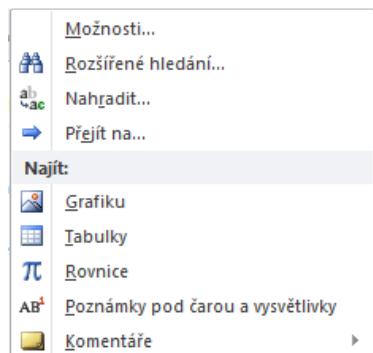 Možnosti...
Rozšířené hledání...
Nahradit...
Přejít na...
Najít:
Grafiku
Tabulky
Rovnice
Poznámky pod čarou a vysvětlivky
Komentáře